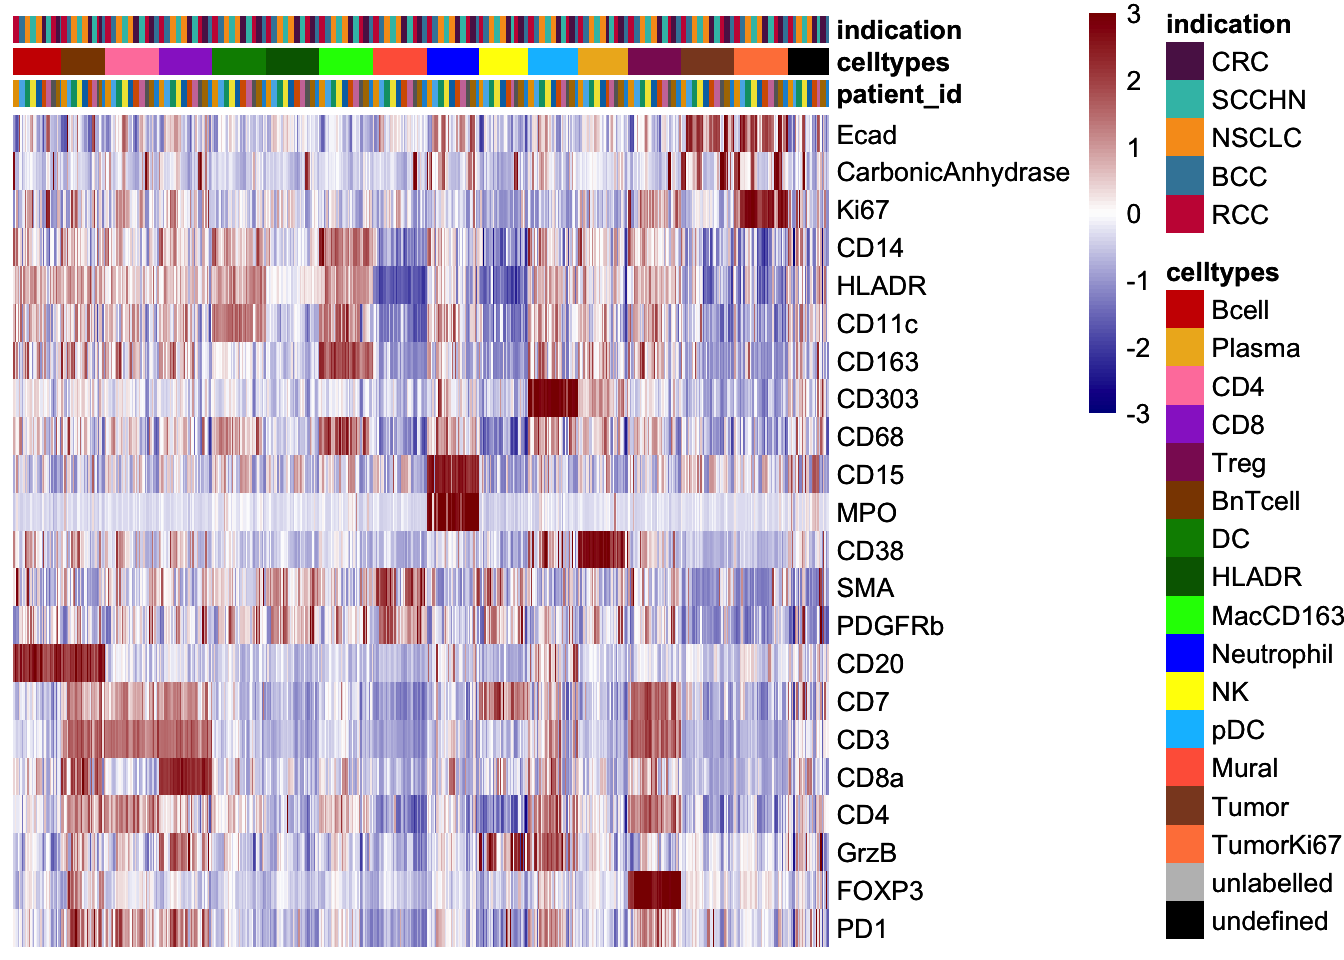 indication
celltypes
patient_id
Ecad
CarbonicAnhydrase
Ki67
CD14
HLADR
CD11c
CD163
CD303
CD68
CD15
MPO
CD38
SMA
PDGFRb
CD20
CD7
CD3
CD8a
CD4
GrzB
FOXP3
PD1
3
2
1
0
-1
-2
-3
indication
CRC
SCCHN
NSCLC
BCC
RCC
celltypes
Bcell
Plasma
CD4
CD8
Treg
BnTcell
DC
HLADR
MacCD163
Neutrophil
NK
pDC
Mural
Tumor
TumorKi67
unlabelled
undefined